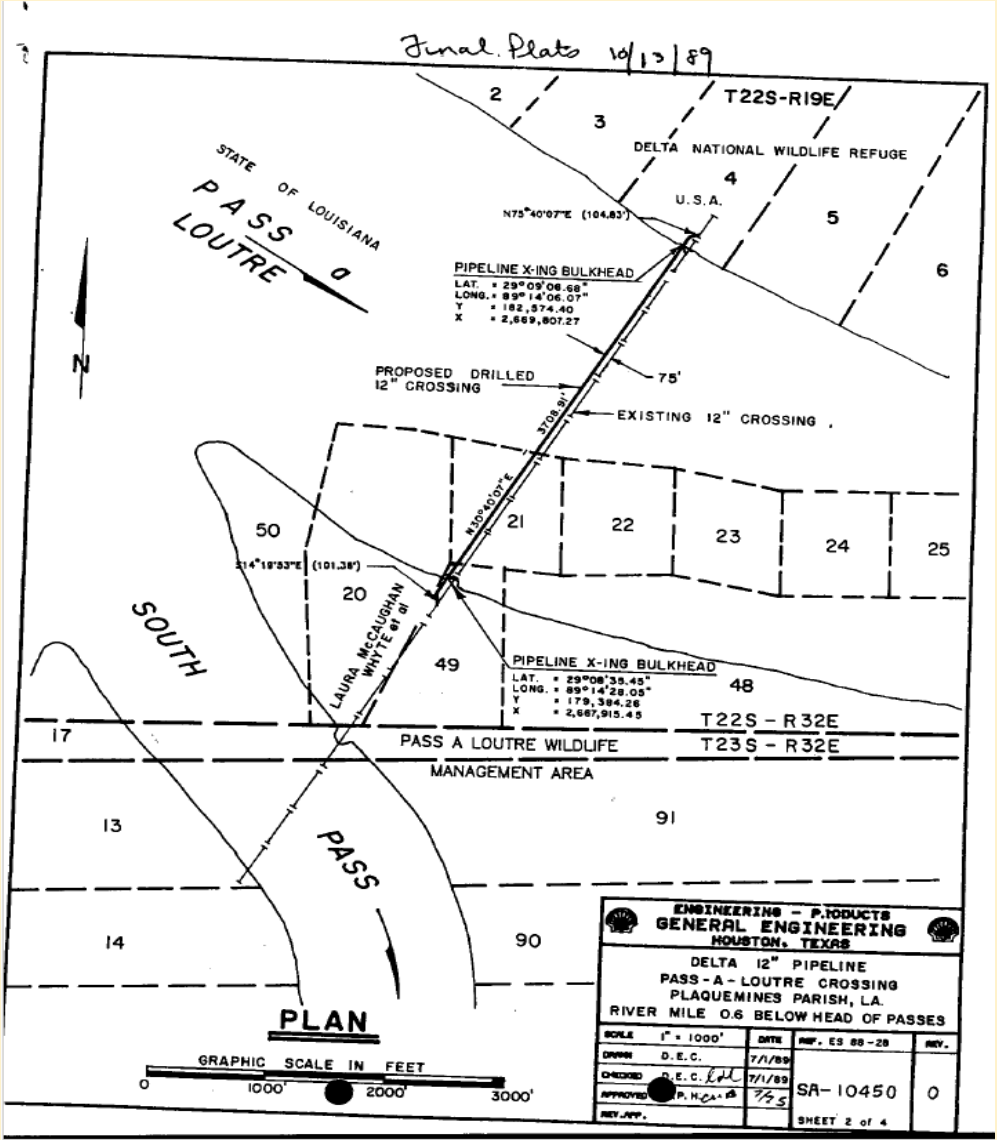 Final Plats 10/13/89
T22S-R19E
2
3
DELTA NATIONAL WILDLIFE REFUGE
4
U.S.A.
5
6
STATE OF LOUISIANA
PASS a
LOUTRE
N
N75°40'07"E (104.83')
PIPELINE X-ING BULKHEAD
LAT. = 29°09'08.68"
LONG. = 89°14'06.07"
Y = 182,574.40
X = 2,669,807.27
75'
PROPOSED DRILLED
12" CROSSING
3708.91'
EXISTING 12" CROSSING
N30°40'07"E
50
21
22
23
24
25
S14°19'53"E (101.38')
20
LAURA McCAUGHAN
WHYTE et al
SOUTH
49
PIPELINE X-ING BULKHEAD
LAT. = 29°08'35.45"
LONG. = 89°14'28.05"
Y = 179,384.26
X = 2,667,915.45
48
T22S-R32E
17
PASS A LOUTRE WILDLIFE
T23S-R32E
MANAGEMENT AREA
13
91
PASS
14
90
PLAN
GRAPHIC SCALE IN FEET
0 1000' 2000' 3000'
ENGINEERING - PRODUCTS
GENERAL ENGINEERING
HOUSTON, TEXAS
DELTA 12" PIPELINE
PASS-A-LOUTRE CROSSING
PLAQUEMINES PARISH, LA.
RIVER MILE 0.6 BELOW HEAD OF PASSES
SCALE 1" = 1000' DATE REF. ES 88-28 REV.
DRAWN D.E.C. 7/1/89
CHECKED D.E.C. 7/1/89
SA-10450 0
APPROVED P.H. 7/25
REV. APP.
SHEET 2 of 4